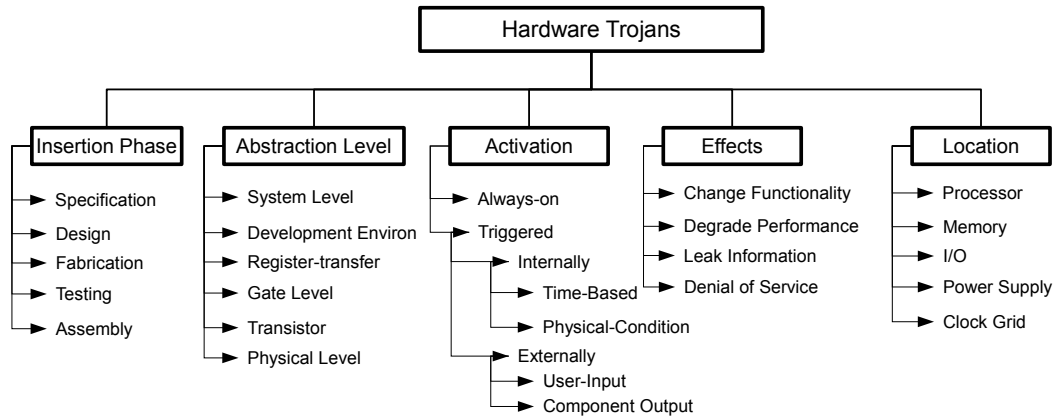 Hardware Trojans
Insertion Phase
Specification
Design
Fabrication
Testing
Assembly
Abstraction Level
System Level
Development Environ
Register-transfer
Gate Level
Transistor
Physical Level
Activation
Always-on
Triggered
Internally
Time-Based
Physical-Condition
Externally
User-Input
Component Output
Effects
Change Functionality
Degrade Performance
Leak Information
Denial of Service
Location
Processor
Memory
I/O
Power Supply
Clock Grid